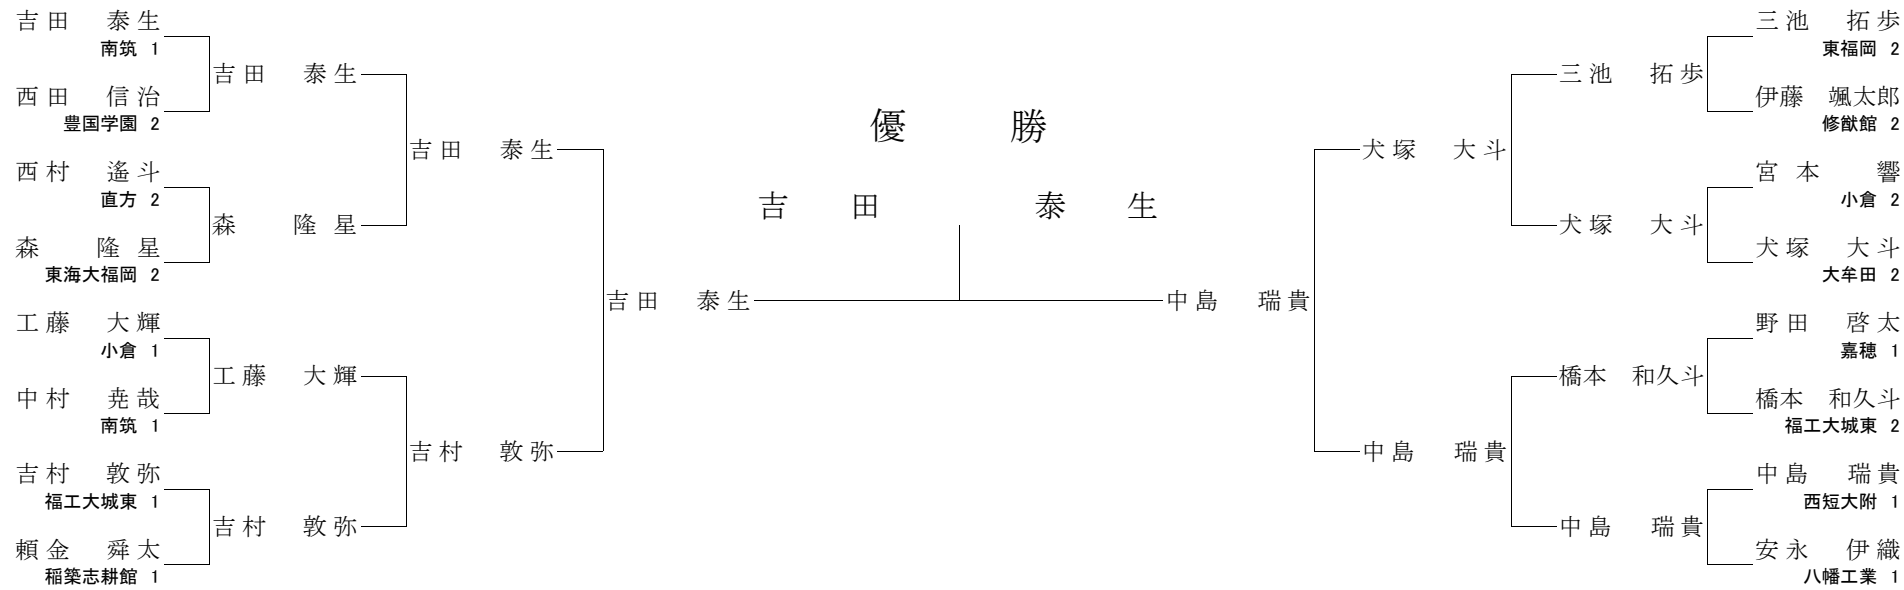 吉田 泰生
南筑 1
西田 信治
豊国学園 2
西村 遙斗
直方 2
森 隆星
東海大福岡 2
工藤 大輝
小倉 1
中村 尭哉
南筑 1
吉村 敦弥
福工大城東 1
頼金 舜太
稲築志耕館 1
吉田 泰生
森 隆星
工藤 大輝
吉村 敦弥
吉田 泰生
吉村 敦弥
吉田 泰生
優 勝
吉田 泰生
中島 瑞貴
犬塚 大斗
中島 瑞貴
三池 拓歩
犬塚 大斗
橋本 和久斗
中島 瑞貴
三池 拓歩
東福岡 2
伊藤 颯太郎
修猷館 2
宮本 響
小倉 2
犬塚 大斗
大牟田 2
野田 啓太
嘉穂 1
橋本 和久斗
福工大城東 2
中島 瑞貴
西短大附 1
安永 伊織
八幡工業 1